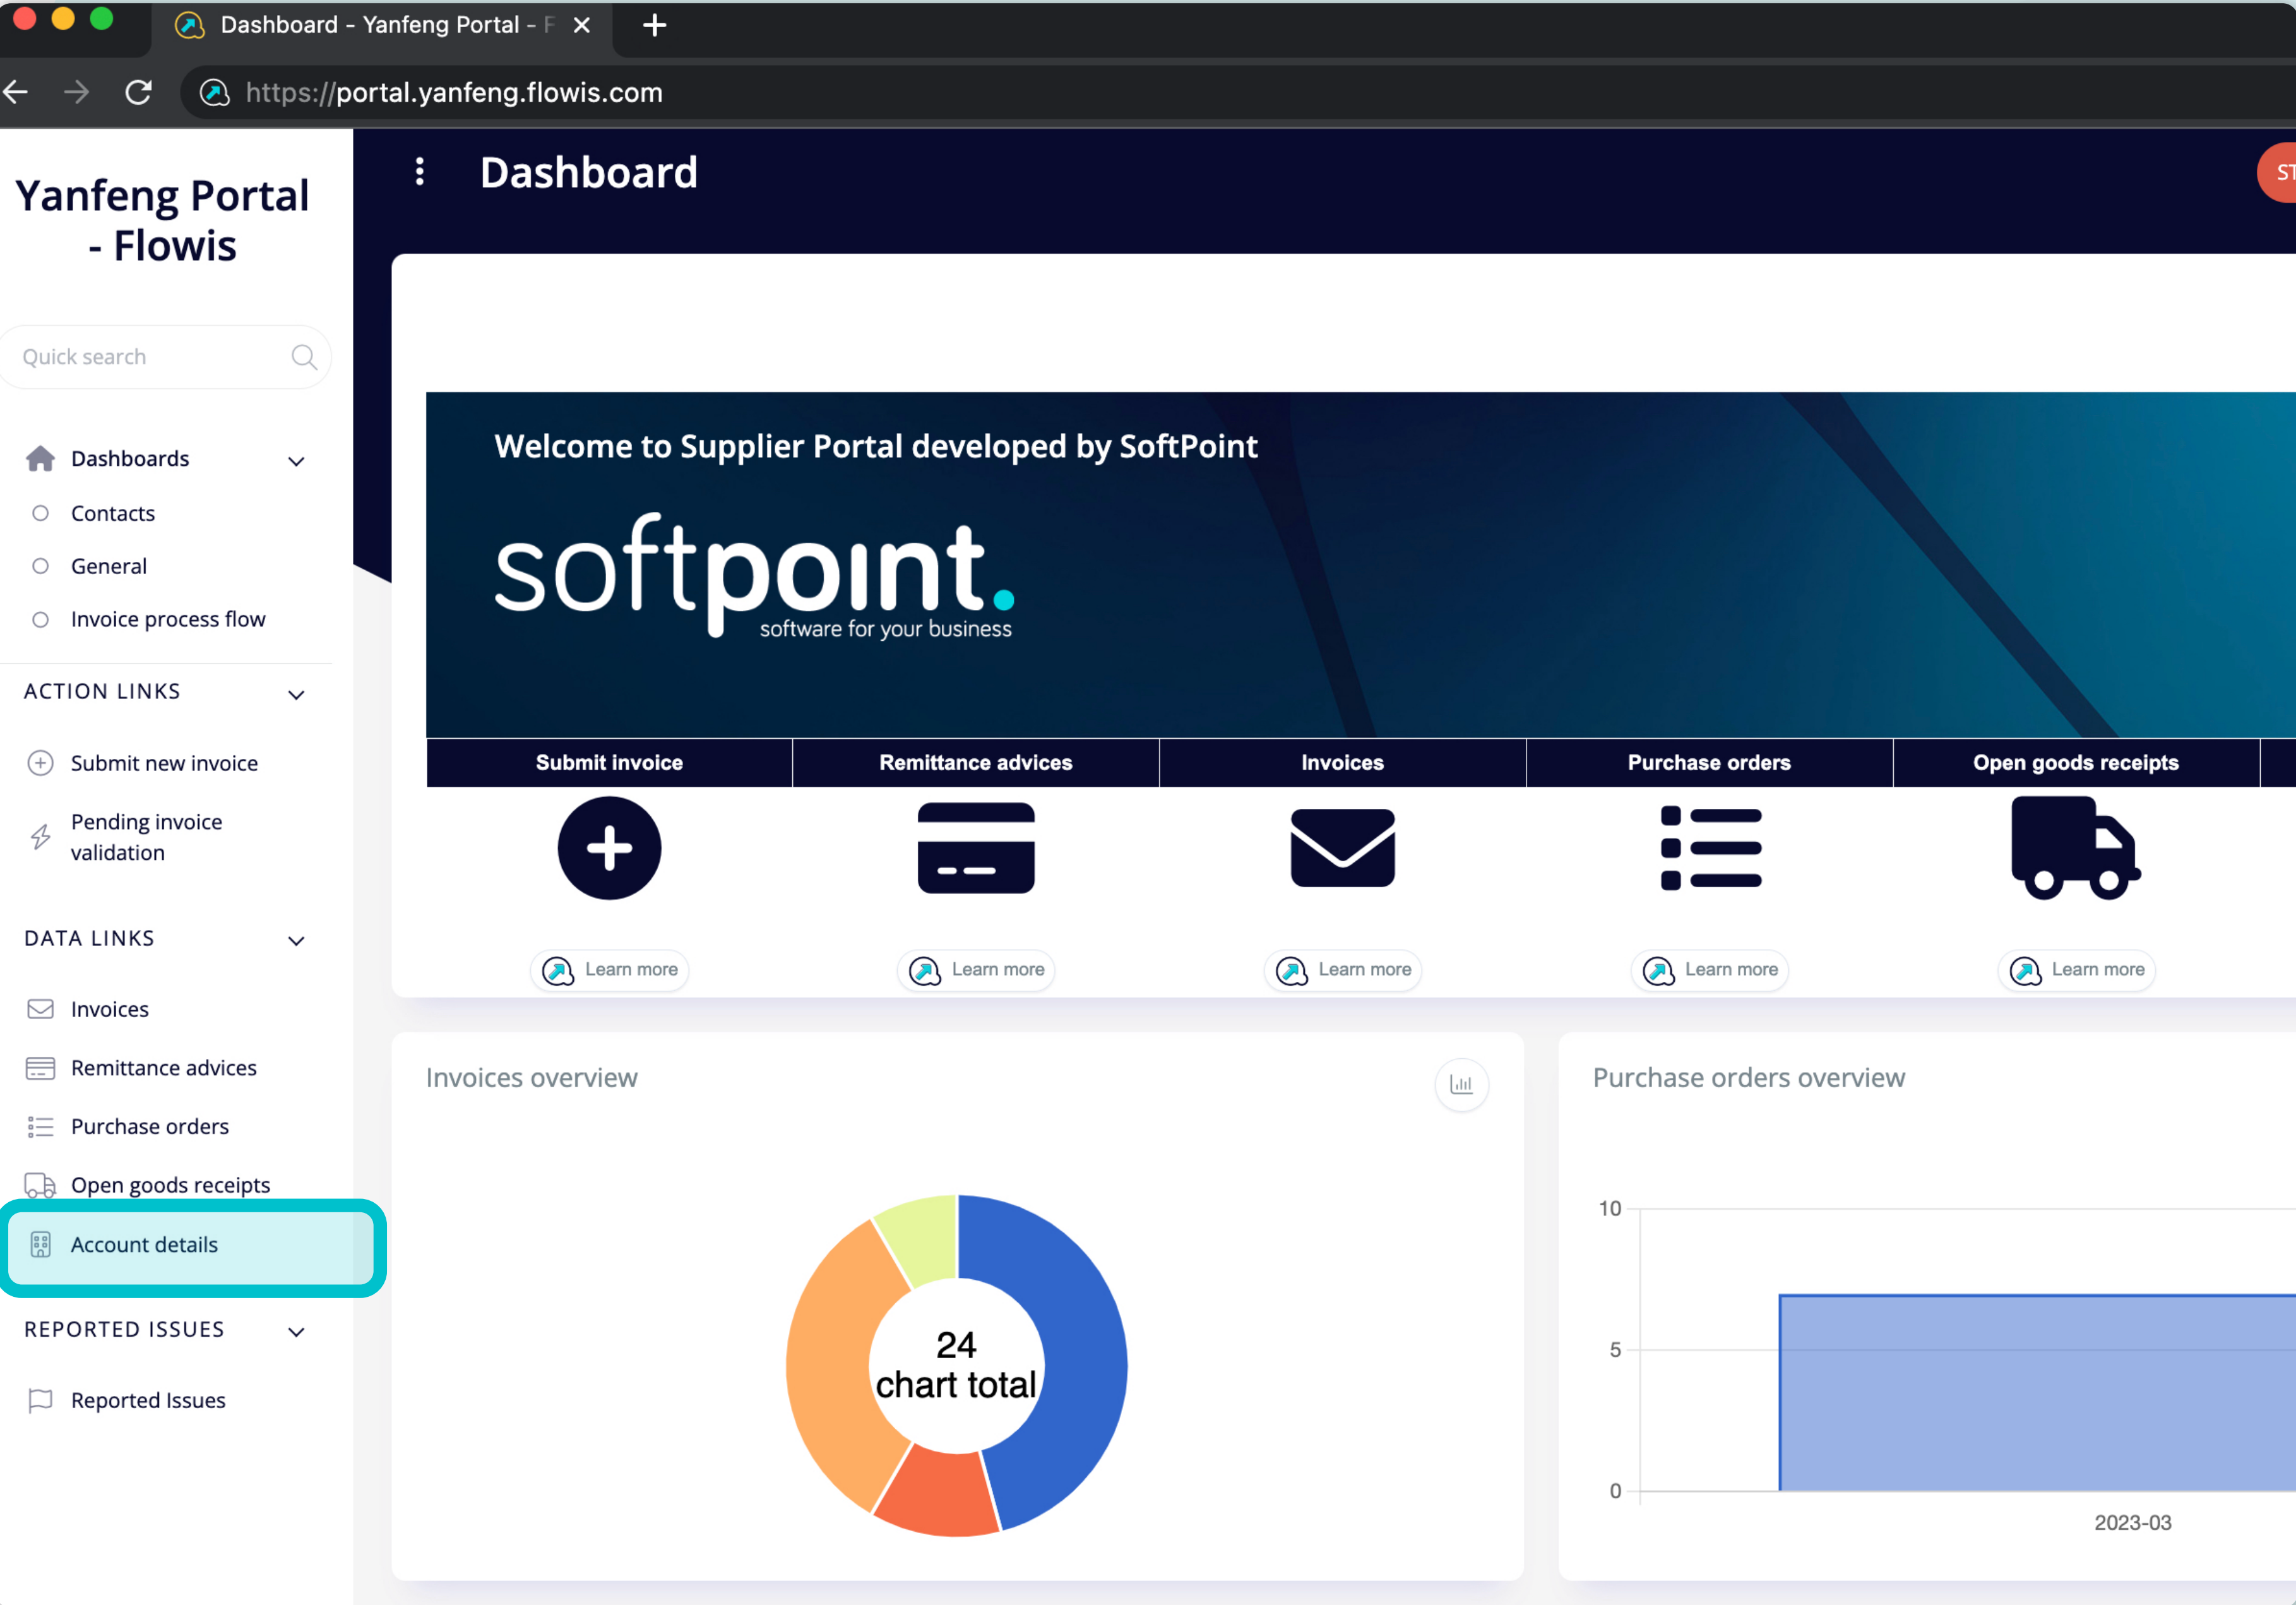 Dashboard - Yanfeng Portal - F
https://portal.yanfeng.flowis.com
Yanfeng Portal
- Flowis
Dashboard
ST
Quick search
Dashboards
Contacts
General
Invoice process flow
ACTION LINKS
Submit new invoice
Pending invoice
validation
DATA LINKS
Invoices
Remittance advices
Purchase orders
Open goods receipts
Account details
REPORTED ISSUES
Reported Issues
Welcome to Supplier Portal developed by SoftPoint
softpoint.
software for your business
Submit invoice
Remittance advices
Invoices
Purchase orders
Open goods receipts
Learn more
Learn more
Learn more
Learn more
Learn more
Invoices overview
24
chart total
Purchase orders overview
10
5
0
2023-03